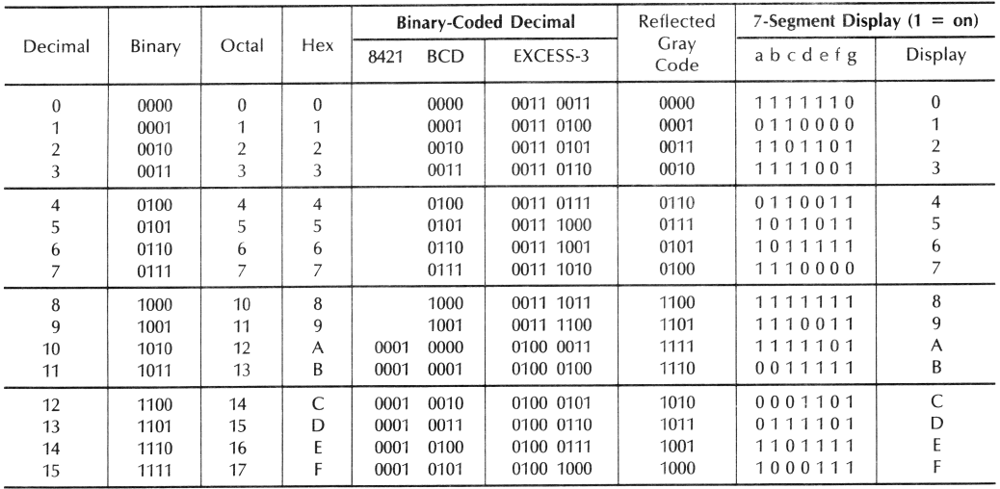 Decimal Binary Octal Hex Binary-Coded Decimal Reflected Gray Code 7-Segment Display (1 = on)
8421 BCD EXCESS-3 a b c d e f g Display
0 0000 0 0 0000 0011 0011 0000 1 1 1 1 1 1 0 0
1 0001 1 1 0001 0011 0100 0001 0 1 1 0 0 0 0 1
2 0010 2 2 0010 0011 0101 0011 1 1 0 1 1 0 1 2
3 0011 3 3 0011 0011 0110 0010 1 1 1 1 0 0 1 3
4 0100 4 4 0100 0011 0111 0110 0 1 1 0 0 1 1 4
5 0101 5 5 0101 0011 1000 0111 1 0 1 1 0 1 1 5
6 0110 6 6 0110 0011 1001 0101 1 0 1 1 1 1 1 6
7 0111 7 7 0111 0011 1010 0100 1 1 1 0 0 0 0 7
8 1000 10 8 1000 0011 1011 1100 1 1 1 1 1 1 1 8
9 1001 11 9 1001 0011 1100 1101 1 1 1 0 0 1 1 9
10 1010 12 A 0001 0000 0100 0011 1111 1 1 1 1 1 0 1 A
11 1011 13 B 0001 0001 0100 0100 1110 0 0 1 1 1 1 1 B
12 1100 14 C 0001 0010 0100 0101 1010 0 0 0 1 1 0 1 C
13 1101 15 D 0001 0011 0100 0110 1011 0 1 1 1 1 0 1 D
14 1110 16 E 0001 0100 0100 0111 1001 1 1 0 1 1 1 1 E
15 1111 17 F 0001 0101 0100 1000 1000 1 0 0 0 1 1 1 F